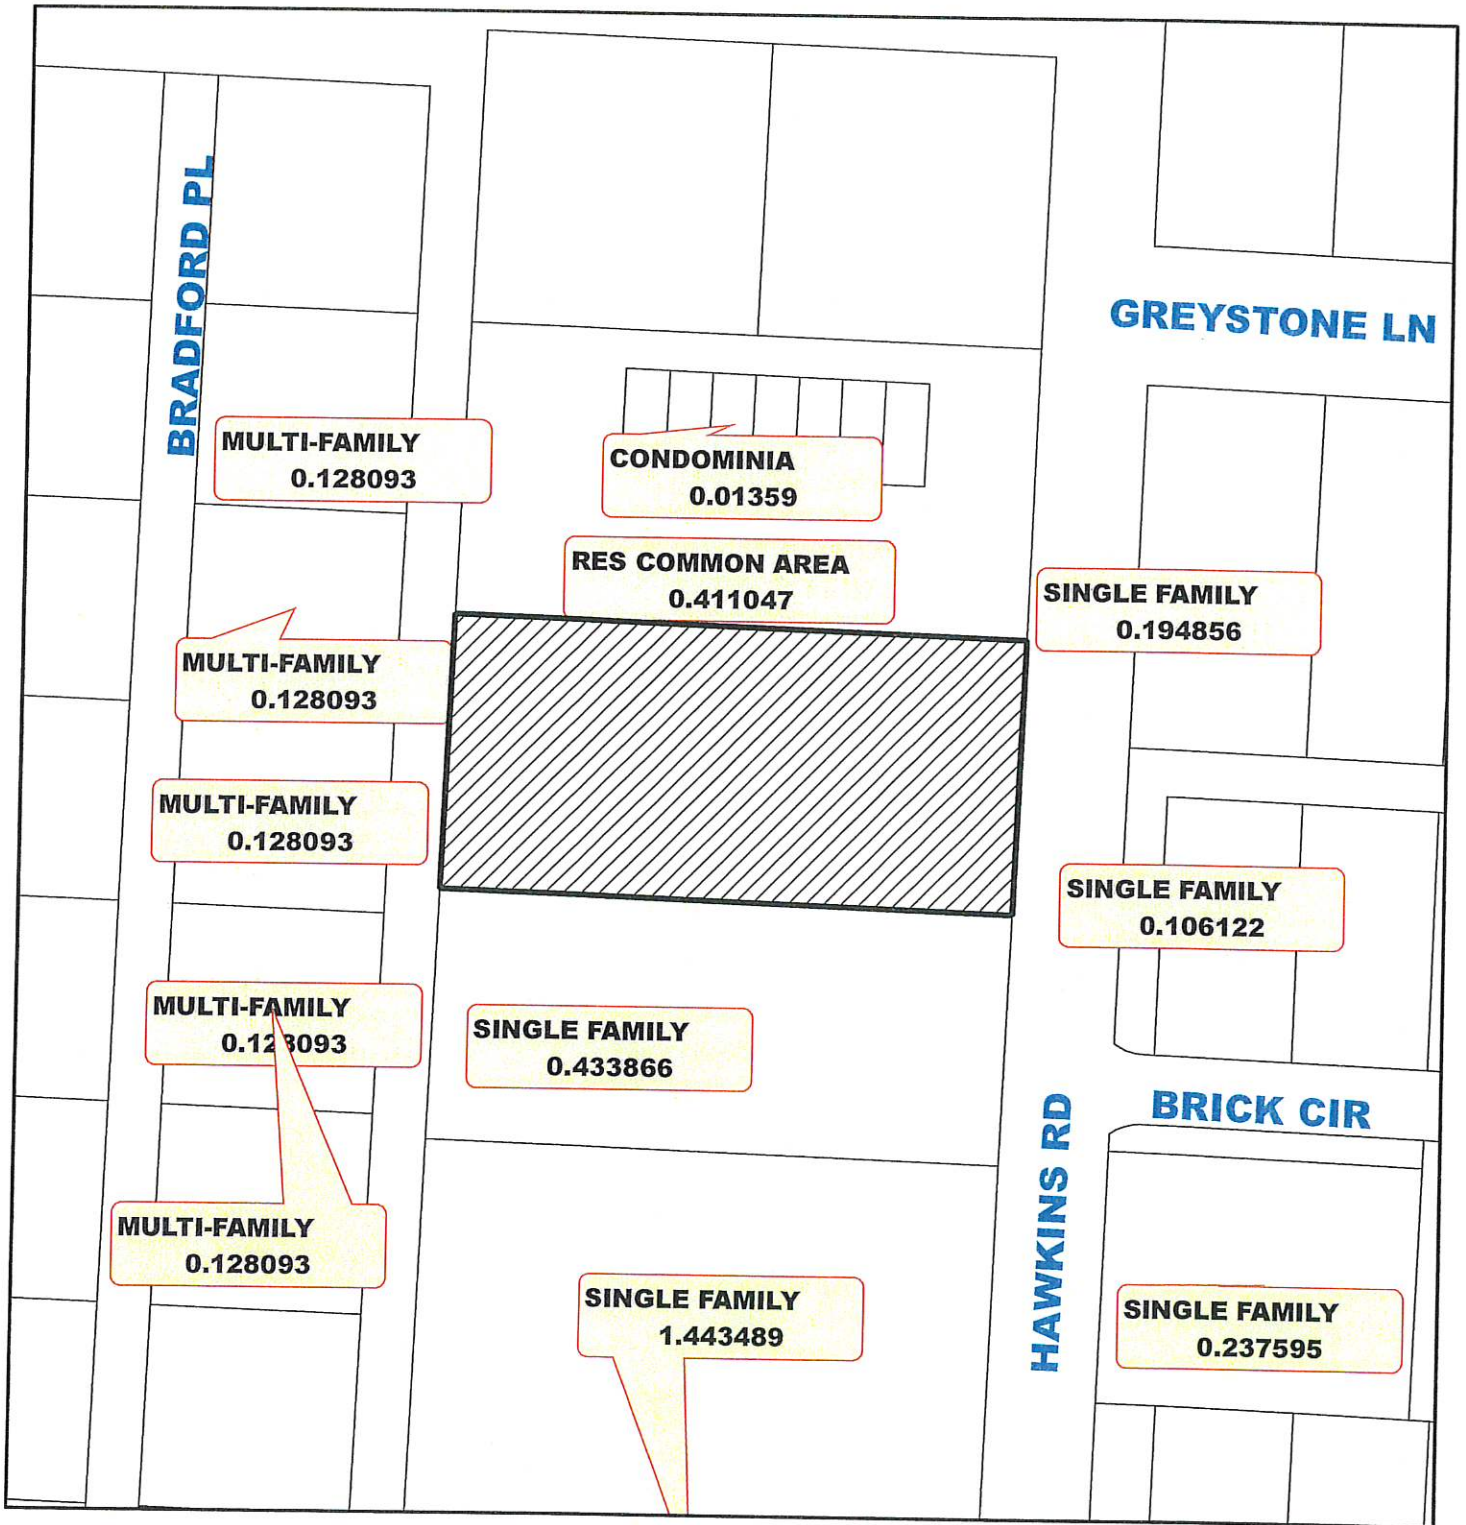 BRADFORD PL
GREYSTONE LN
MULTI-FAMILY
0.128093
CONDOMINIA
0.01359
RES COMMON AREA
0.411047
SINGLE FAMILY
0.194856
MULTI-FAMILY
0.128093
MULTI-FAMILY
0.128093
SINGLE FAMILY
0.106122
MULTI-FAMILY
0.128093
SINGLE FAMILY
0.433866
HAWKINS RD
BRICK CIR
MULTI-FAMILY
0.128093
SINGLE FAMILY
1.443489
SINGLE FAMILY
0.237595